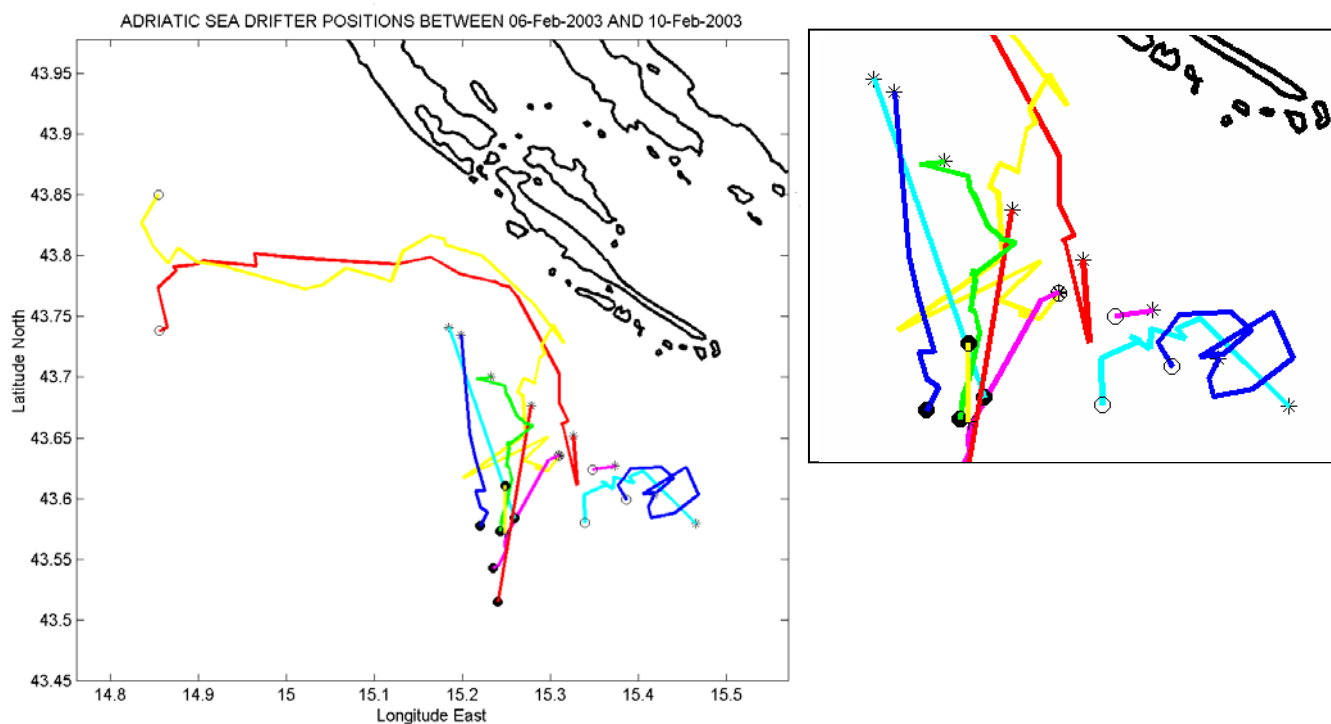 ADRIATIC SEA DRIFTER POSITIONS BETWEEN 06-Feb-2003 AND 10-Feb-2003
43.95
43.9
43.85
43.8
43.75
43.7
43.65
43.6
43.55
43.5
43.45
Latitude North
14.8 14.9 15 15.1 15.2 15.3 15.4 15.5
Longitude East